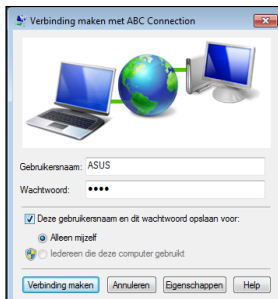 Verbinding maken met ABC Connection
Gebruikersnaam: ASUS
Wachtwoord: ••••
Deze gebruikersnaam en dit wachtwoord opslaan voor:
Alleen mijzelf
Iedereen die deze computer gebruikt
Verbinding maken Annuleren Eigenschappen Help